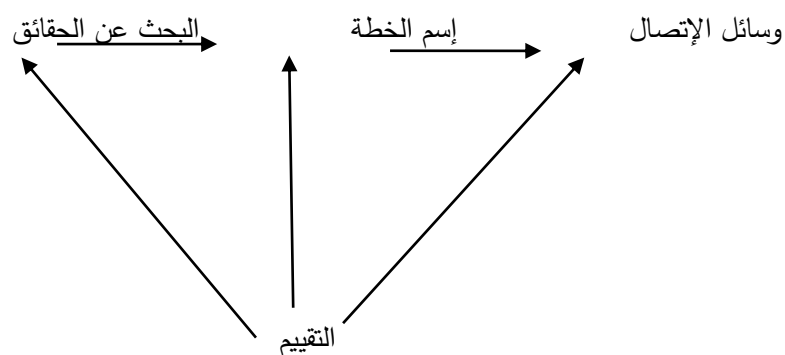 البحث عن الحقائق
إسم الخطة
وسائل الإتصال
التقييم